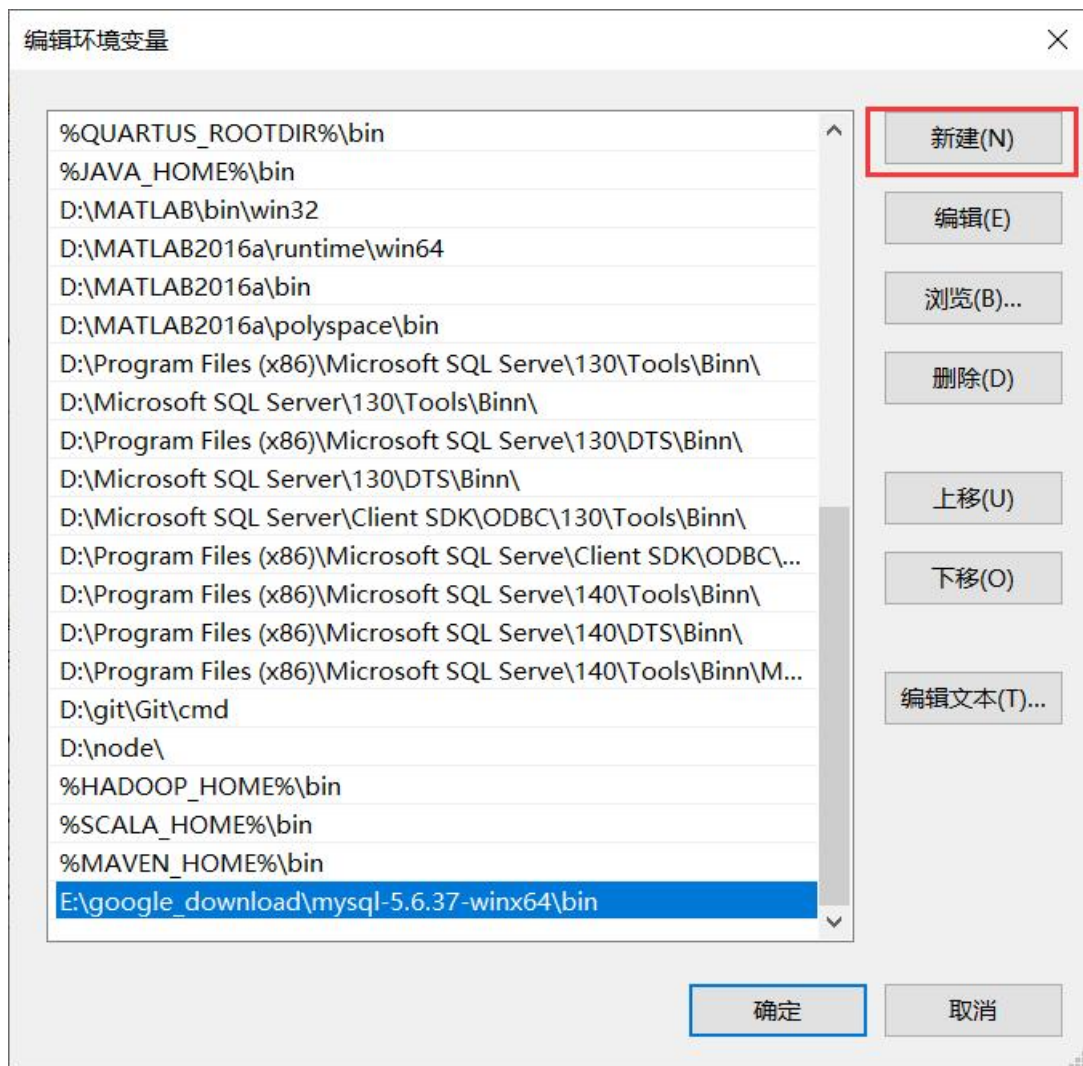 编辑环境变量
%QUARTUS_ROOTDIR%\bin
%JAVA_HOME%\bin
D:\MATLAB\bin\win32
D:\MATLAB2016a\runtime\win64
D:\MATLAB2016a\bin
D:\MATLAB2016a\polyspace\bin
D:\Program Files (x86)\Microsoft SQL Serve\130\Tools\Binn\
D:\Microsoft SQL Server\130\Tools\Binn\
D:\Program Files (x86)\Microsoft SQL Serve\130\DTS\Binn\
D:\Microsoft SQL Server\130\DTS\Binn\
D:\Microsoft SQL Server\Client SDK\ODBC\130\Tools\Binn\
D:\Program Files (x86)\Microsoft SQL Serve\Client SDK\ODBC\...
D:\Program Files (x86)\Microsoft SQL Serve\140\Tools\Binn\
D:\Program Files (x86)\Microsoft SQL Serve\140\DTS\Binn\
D:\Program Files (x86)\Microsoft SQL Serve\140\Tools\Binn\M...
D:\git\Git\cmd
D:\node\
%HADOOP_HOME%\bin
%SCALA_HOME%\bin
%MAVEN_HOME%\bin
E:\google_download\mysql-5.6.37-winx64\bin
新建(N)
编辑(E)
浏览(B)...
删除(D)
上移(U)
下移(O)
编辑文本(T)...
确定
取消